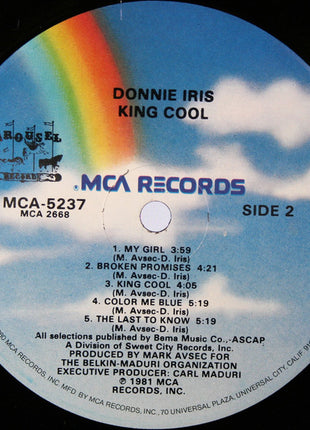 DONNIE IRIS
KING COOL
CAROUSEL
RECORDS
MCA RECORDS
MCA-5237
MCA 2668
SIDE 2
1. MY GIRL 3:59
(M. Avsec-D. Iris)
2. BROKEN PROMISES 4:21
(M. Avsec-D. Iris)
3. KING COOL 4:05
(M. Avsec-D. Iris)
4. COLOR ME BLUE 5:19
(M. Avsec-D. Iris)
5. THE LAST TO KNOW 5:19
(M. Avsec-D. Iris)
All selections published by Bema Music Co.,-ASCAP
A Division of Sweet City Records, Inc.
PRODUCED BY MARK AVSEC FOR
THE BELKIN-MADURI ORGANIZATION
EXECUTIVE PRODUCER: CARL MADURI
℗ 1981 MCA
RECORDS, INC.
MCA RECORDS, INC. MFD. BY MCA RECORDS, INC., 70 UNIVERSAL PLAZA, UNIVERSAL CITY, CALIF.